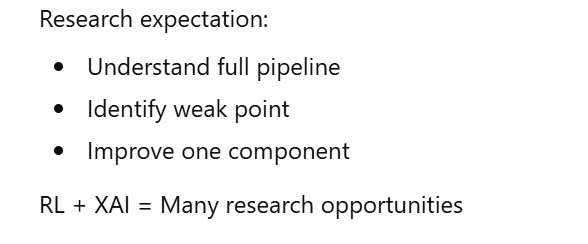 Research expectation:
• Understand full pipeline
• Identify weak point
• Improve one component
RL + XAI = Many research opportunities